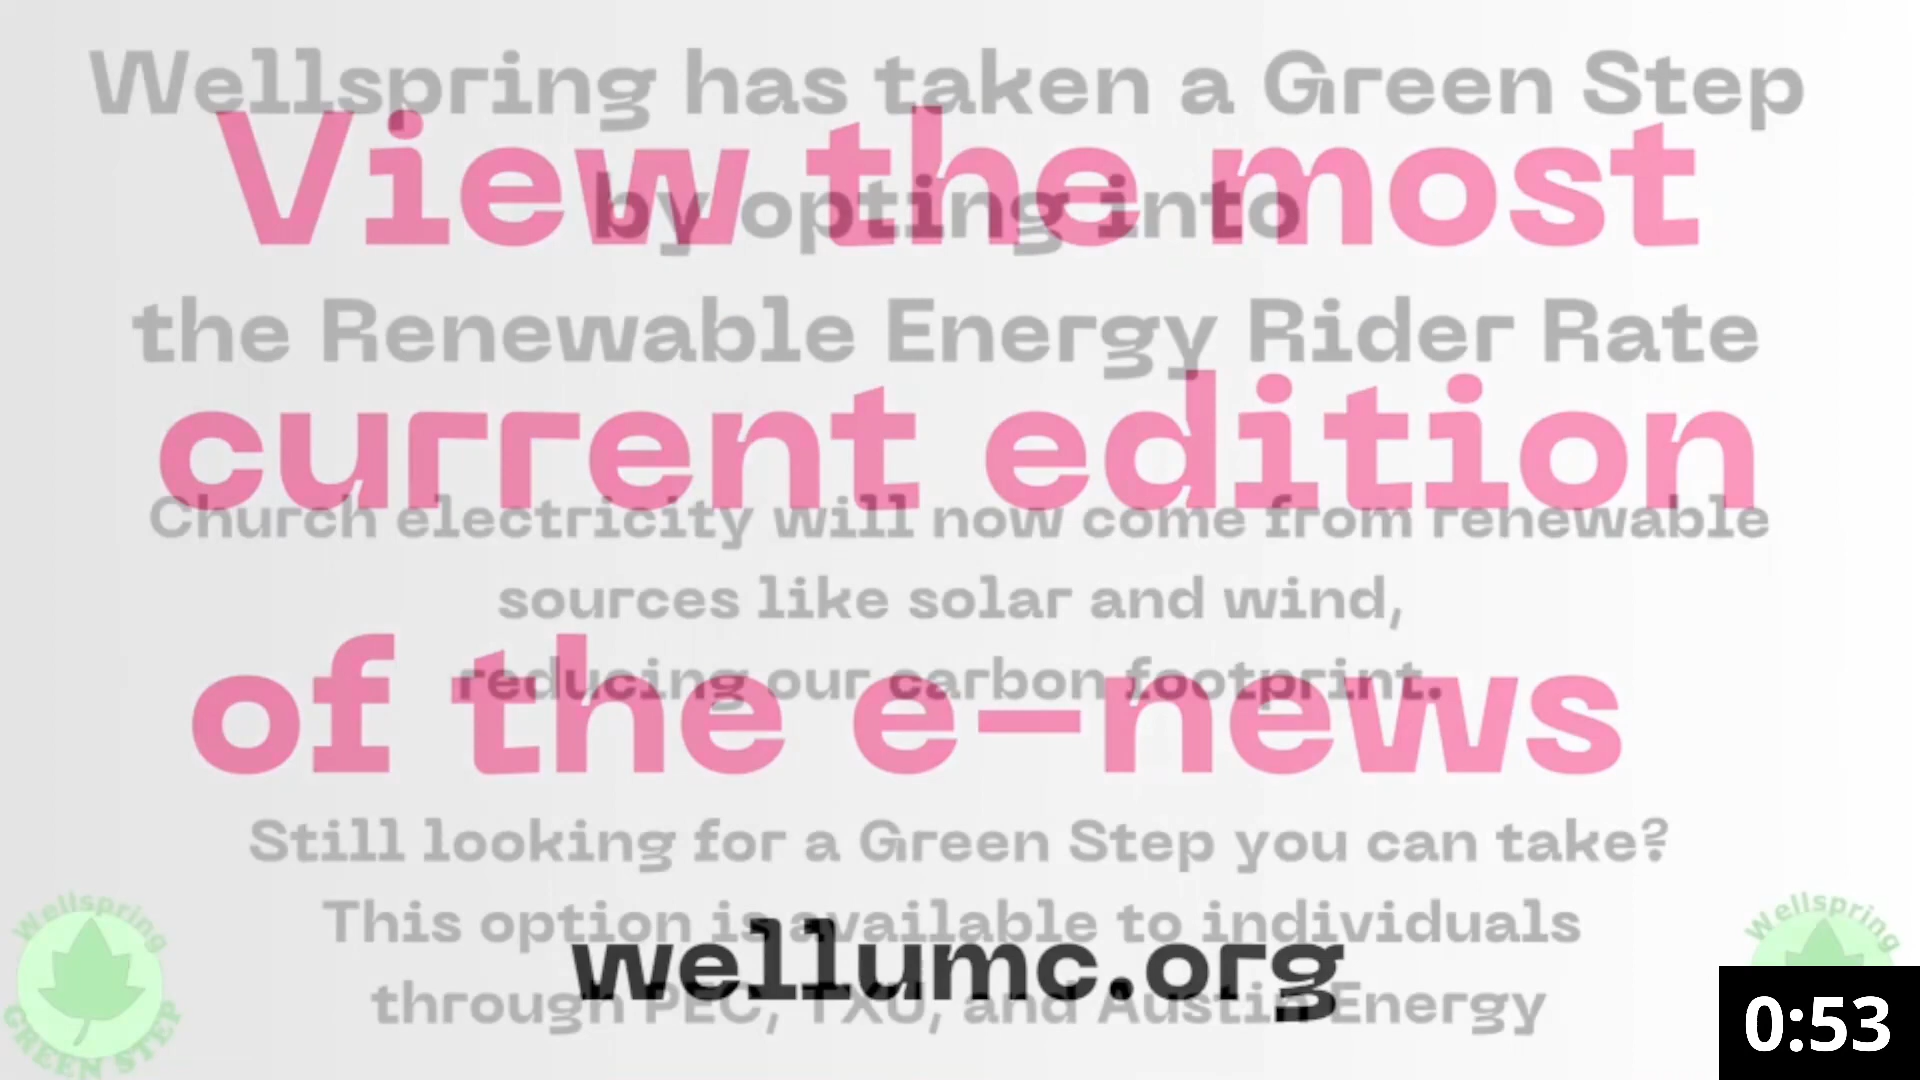 Wellspring has taken a Green Step
by opting into
the Renewable Energy Rider Rate
Church electricity will now come from renewable
sources like solar and wind,
reducing our carbon footprint.
Still looking for a Green Step you can take?
This option is available to individuals
through PEC, TXU, and Austin Energy
View the most
current edition
of the e-news
wellumc.org
Wellspring
GREEN STEP
Wellspring
0:53